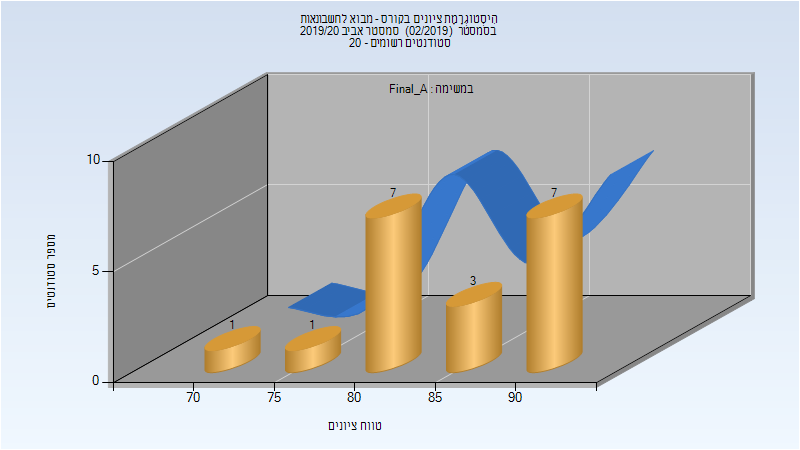 היסטוגרמת ציונים בקורס - מבוא לחשבונאות
בסמסטר (02/2019) סמסטר אביב 2019/20
סטודנטים רשומים - 20
במשימה : Final_A
מספר סטודנטים
10
5
0
1
1
7
3
7
70
75
80
85
90
טווח ציונים